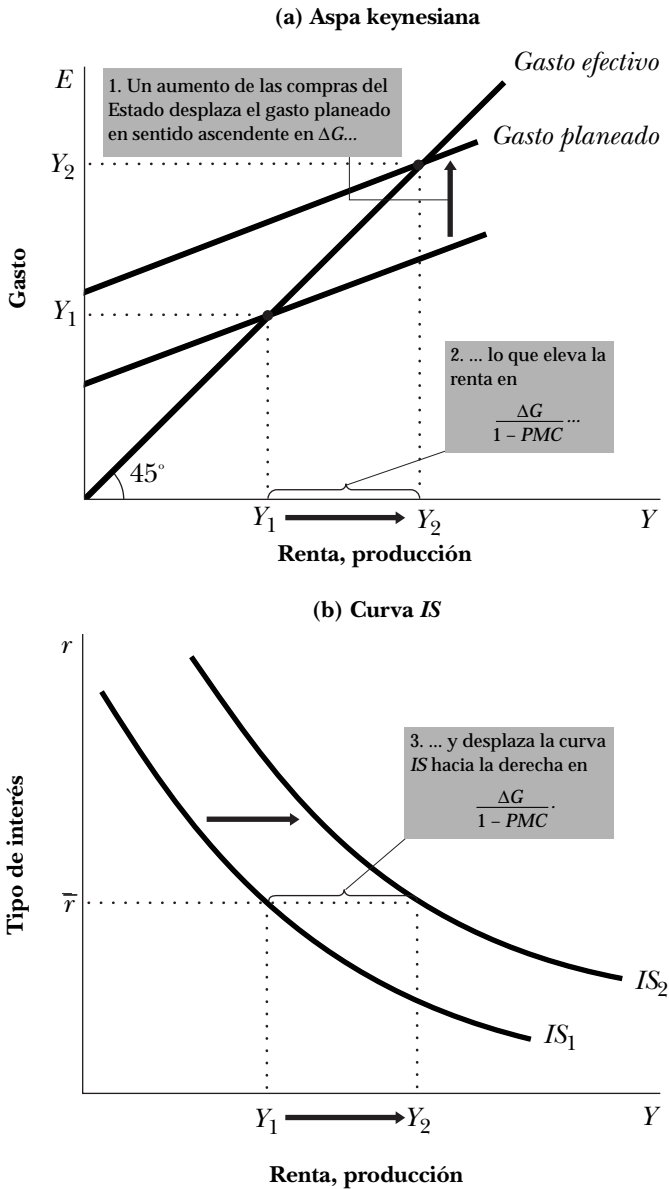 (a) Aspa keynesiana
E
Gasto efectivo
1. Un aumento de las compras del
Estado desplaza el gasto planeado
en sentido ascendente en ΔG...
Gasto planeado
Y₂
Gasto
Y₁
2. ... lo que eleva la
renta en
ΔG
1 – PMC
...
45°
Y₁
Y₂
Y
Renta, producción
(b) Curva IS
r
3. ... y desplaza la curva
IS hacia la derecha en
ΔG
1 – PMC
.
Tipo de interés
r̅
IS₂
IS₁
Y₁
Y₂
Y
Renta, producción